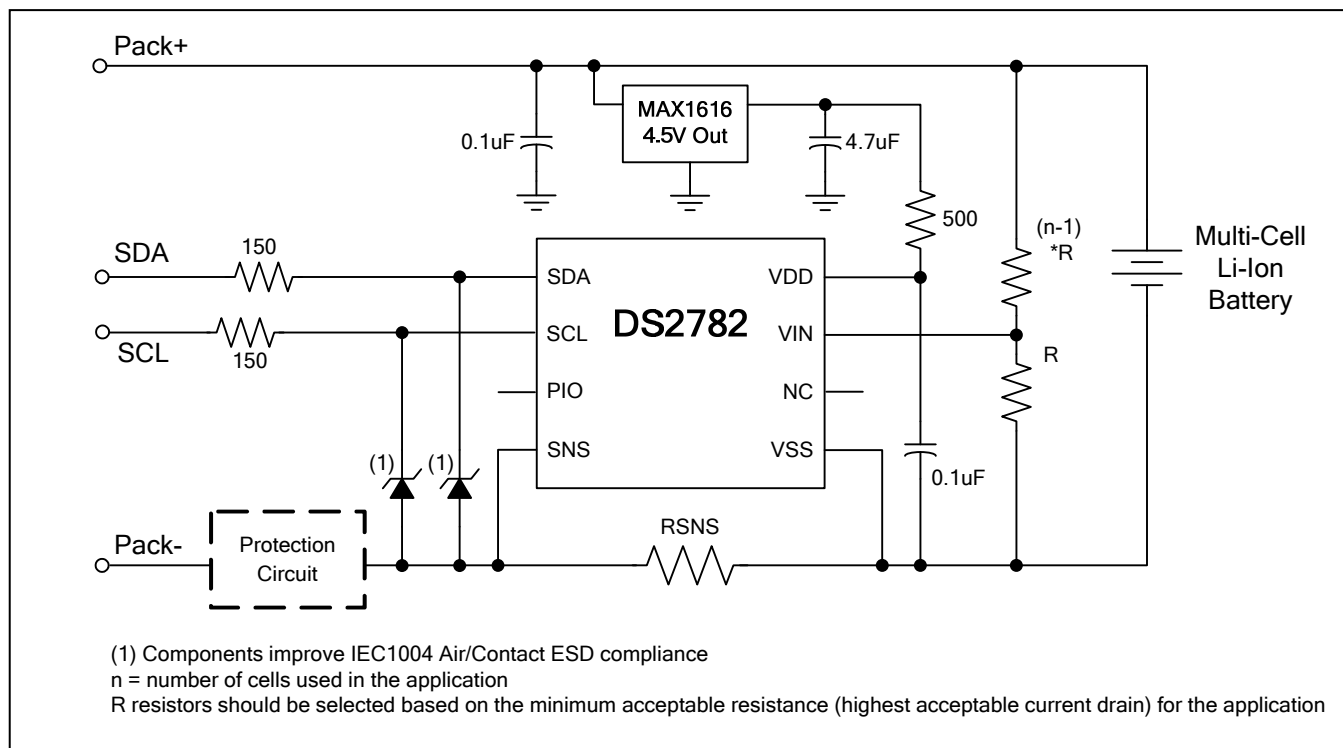 Pack+
MAX1616
4.5V Out
0.1uF
4.7uF
500
(n-1)
*R
Multi-Cell
Li-Ion
Battery
SDA
150
SDA
VDD
DS2782
SCL
150
SCL
VIN
R
PIO
NC
SNS
VSS
(1)
(1)
0.1uF
RSNS
Pack-
Protection
Circuit
(1) Components improve IEC1004 Air/Contact ESD compliance
n = number of cells used in the application
R resistors should be selected based on the minimum acceptable resistance (highest acceptable current drain) for the application